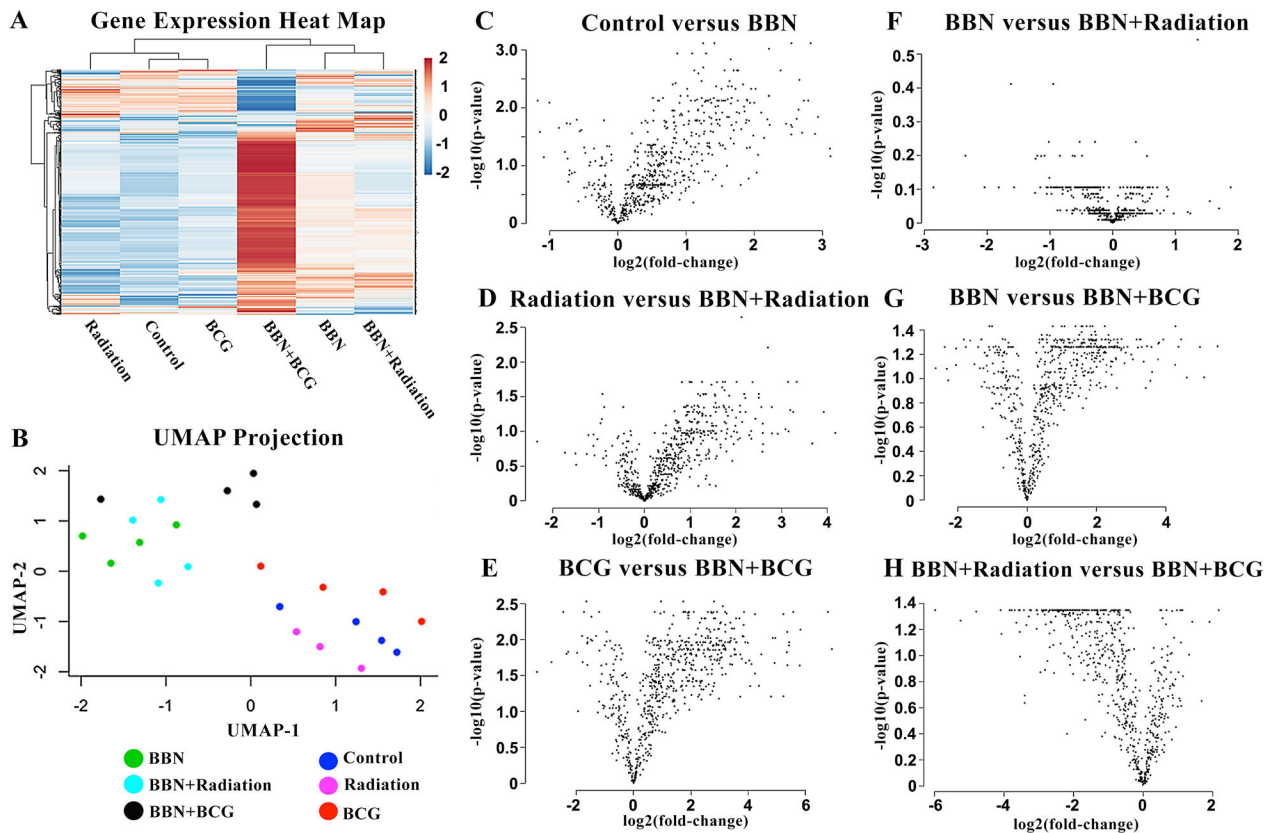 A Gene Expression Heat Map
2
1
0
-1
-2
Radiation
Control
BCG
BBN+BCG
BBN
BBN+Radiation
B UMAP Projection
UMAP-2
2
1
0
-1
-2
-2 -1 0 1 2
UMAP-1
BBN
BBN+Radiation
BBN+BCG
Control
Radiation
BCG
C Control versus BBN
-log10(p-value)
3.0
2.0
1.0
0
-1 0 1 2 3
log2(fold-change)
D Radiation versus BBN+Radiation
-log10(p-value)
2.5
2.0
1.5
1.0
0.5
0
-2 -1 0 1 2 3 4
log2(fold-change)
E BCG versus BBN+BCG
-log10(p-value)
2.5
2.0
1.5
1.0
0.5
0
-2 0 2 4 6
log2(fold-change)
F BBN versus BBN+Radiation
-log10(p-value)
0.5
0.4
0.3
0.2
0.1
0
-3 -2 -1 0 1 2
log2(fold-change)
G BBN versus BBN+BCG
-log10(p-value)
1.4
1.2
1.0
0.8
0.6
0.4
0.2
0
-2 0 2 4
log2(fold-change)
H BBN+Radiation versus BBN+BCG
-log10(p-value)
1.4
1.2
1.0
0.8
0.6
0.4
0.2
0
-6 -4 -2 0 2
log2(fold-change)